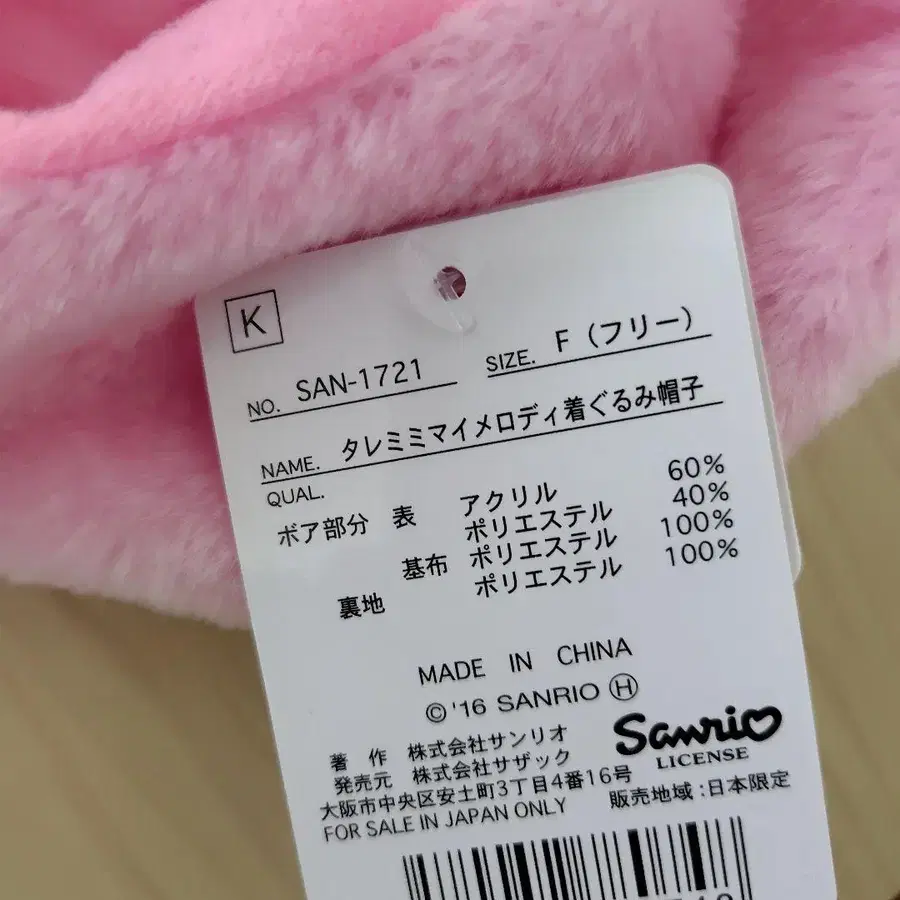 K
NO. SAN-1721 SIZE. F（フリー）
NAME. タレミミマイメロディ着ぐるみ帽子
QUAL.
ボア部分 表 アクリル 60%
ポリエステル 40%
基布 ポリエステル 100%
裏地 ポリエステル 100%
MADE IN CHINA
© '16 SANRIO Ⓗ
Sanrio
LICENSE
著 作 株式会社サンリオ
発売元 株式会社サザック
大阪市中央区安土町3丁目4番16号
FOR SALE IN JAPAN ONLY 販売地域:日本限定